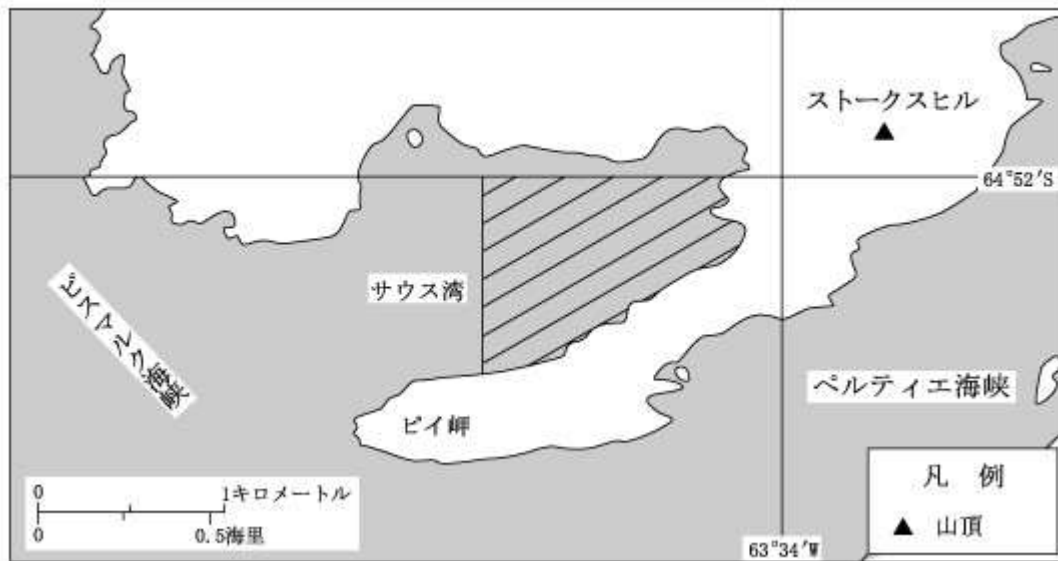 ストークスヒル
64°52′S
サウス湾
ビスマルク海峡
ペルティエ海峡
ビイ岬
0 1キロメートル
0 0.5海里
凡 例
▲ 山頂
63°34′W